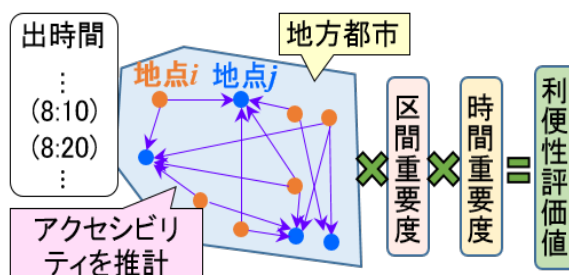 出時間
⋮
(8:10)
(8:20)
⋮
地方都市
地点i
地点j
アクセシビリ
ティを推計
×
区間重要度
×
時間重要度
=
利便性評価値